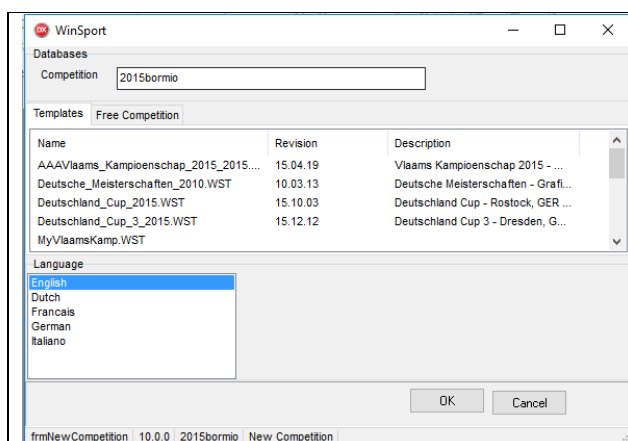 WinSport
Databases
Competition 2015bormio
Templates Free Competition
Name Revision Description
AAAVlaams_Kampioenschap_2015_2015.... 15.04.19 Vlaams Kampioenschap 2015 - ...
Deutsche_Meisterschaften_2010.WST 10.03.13 Deutsche Meisterschaften - Grafi...
Deutschland_Cup_2015.WST 15.10.03 Deutschland Cup - Rostock, GER ...
Deutschland_Cup_3_2015.WST 15.12.12 Deutschland Cup 3 - Dresden, G...
MyVlaamsKamp.WST
Language
English
Dutch
Francais
German
Italiano
OK Cancel
frmNewCompetition 10.0.0 2015bormio New Competition